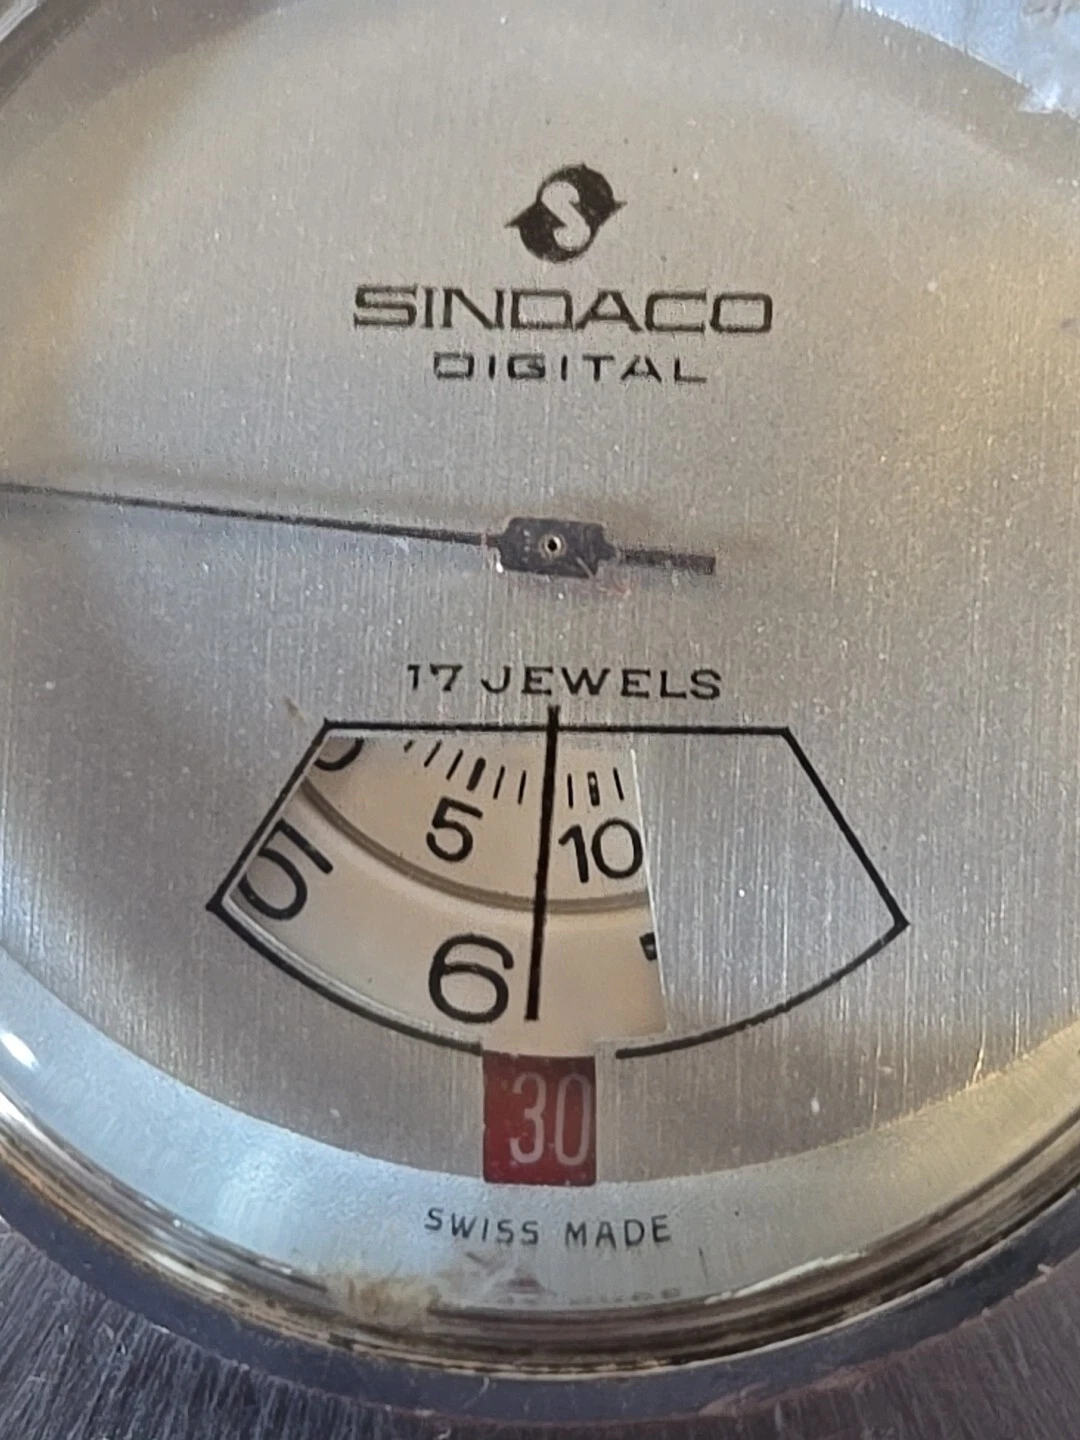 S
SINDACO
DIGITAL
17 JEWELS
5 10
5 6
30
SWISS MADE